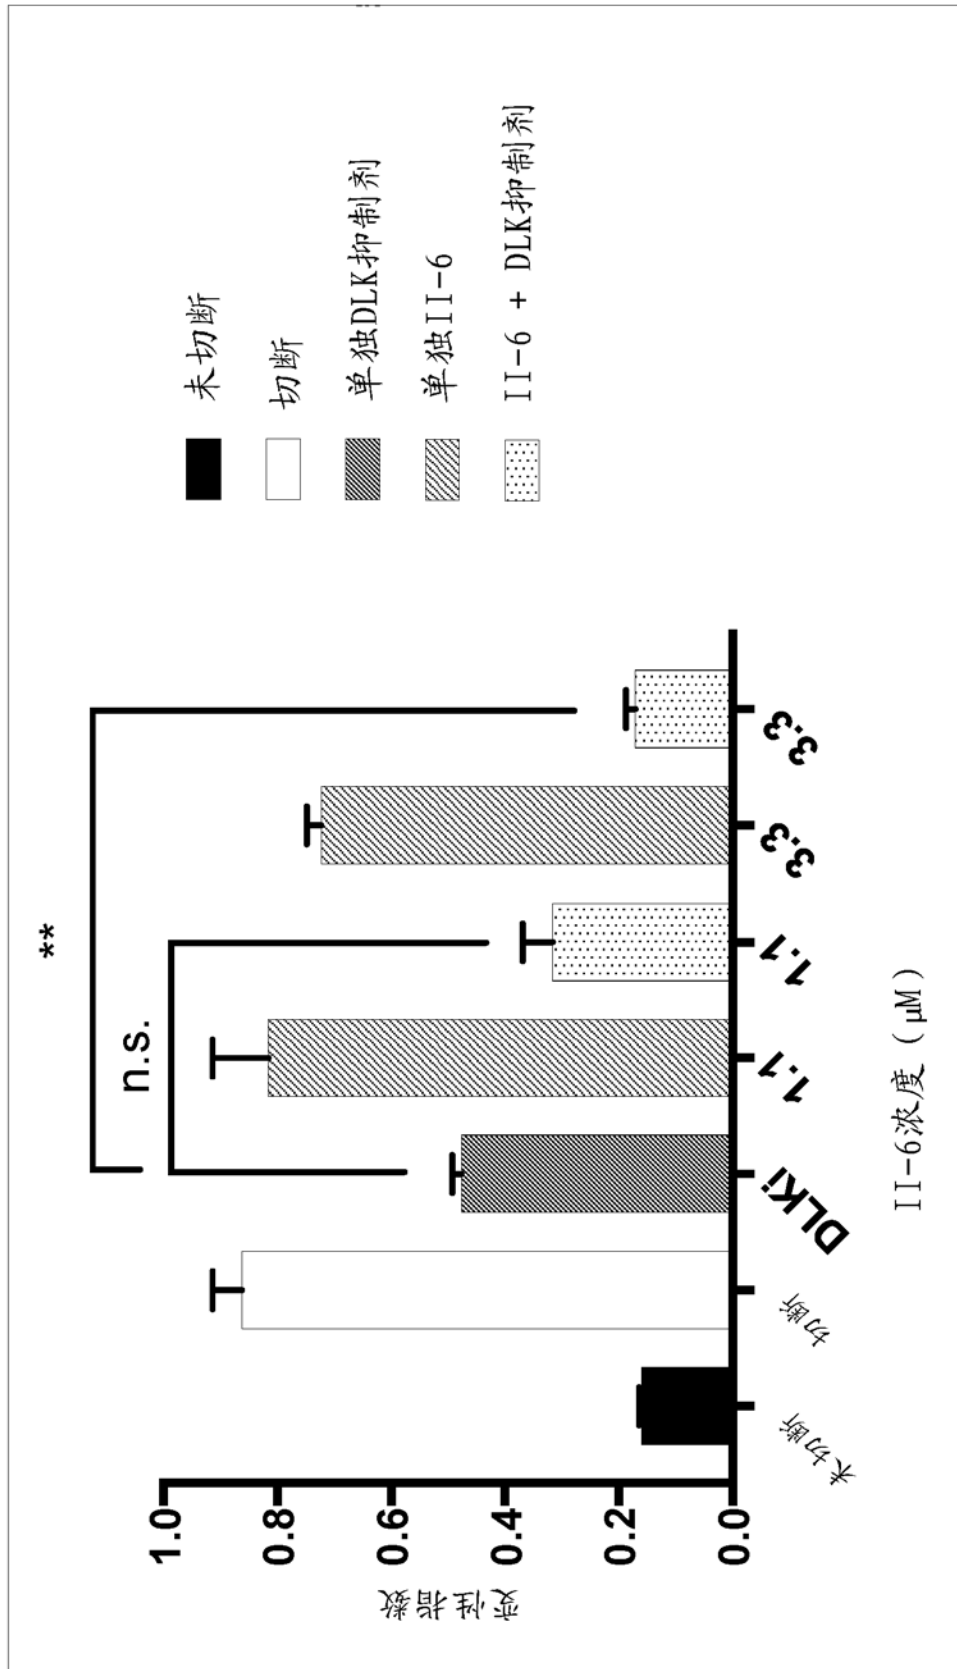 **
n.s.
变性指数
1.0
0.8
0.6
0.4
0.2
0.0
未切断
切断
DLKi
1.1
1.1
3.3
3.3
II-6浓度 (μM)
未切断
切断
单独DLK抑制剂
单独II-6
II-6 + DLK抑制剂